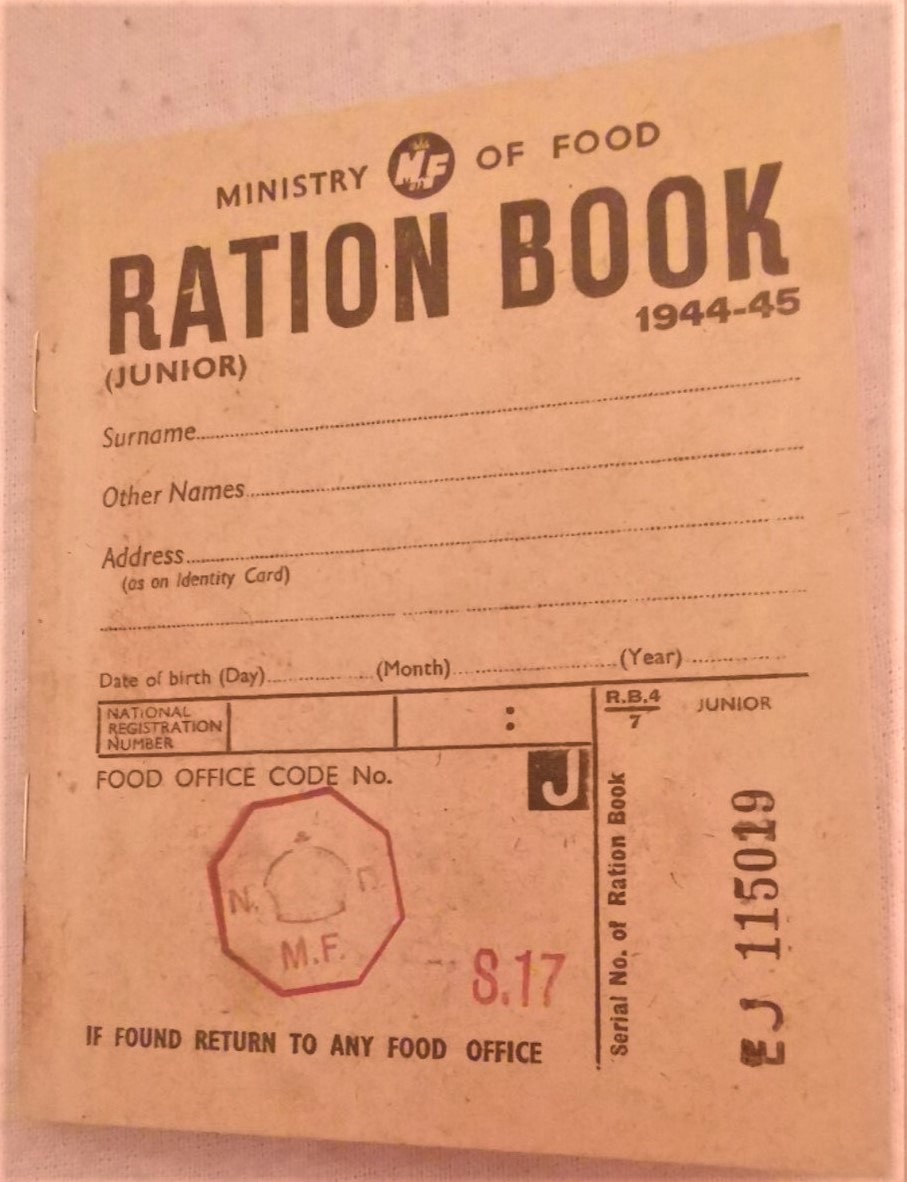 MINISTRY MF OF FOOD
RATION BOOK
1944-45
(JUNIOR)
Surname
Other Names
Address
(as on Identity Card)
Date of birth (Day) (Month) (Year)
NATIONAL
REGISTRATION
NUMBER
:
R.B.4
7
JUNIOR
FOOD OFFICE CODE No.
J
N.
M.F.
S.17
Serial No. of Ration Book
EJ 115019
IF FOUND RETURN TO ANY FOOD OFFICE